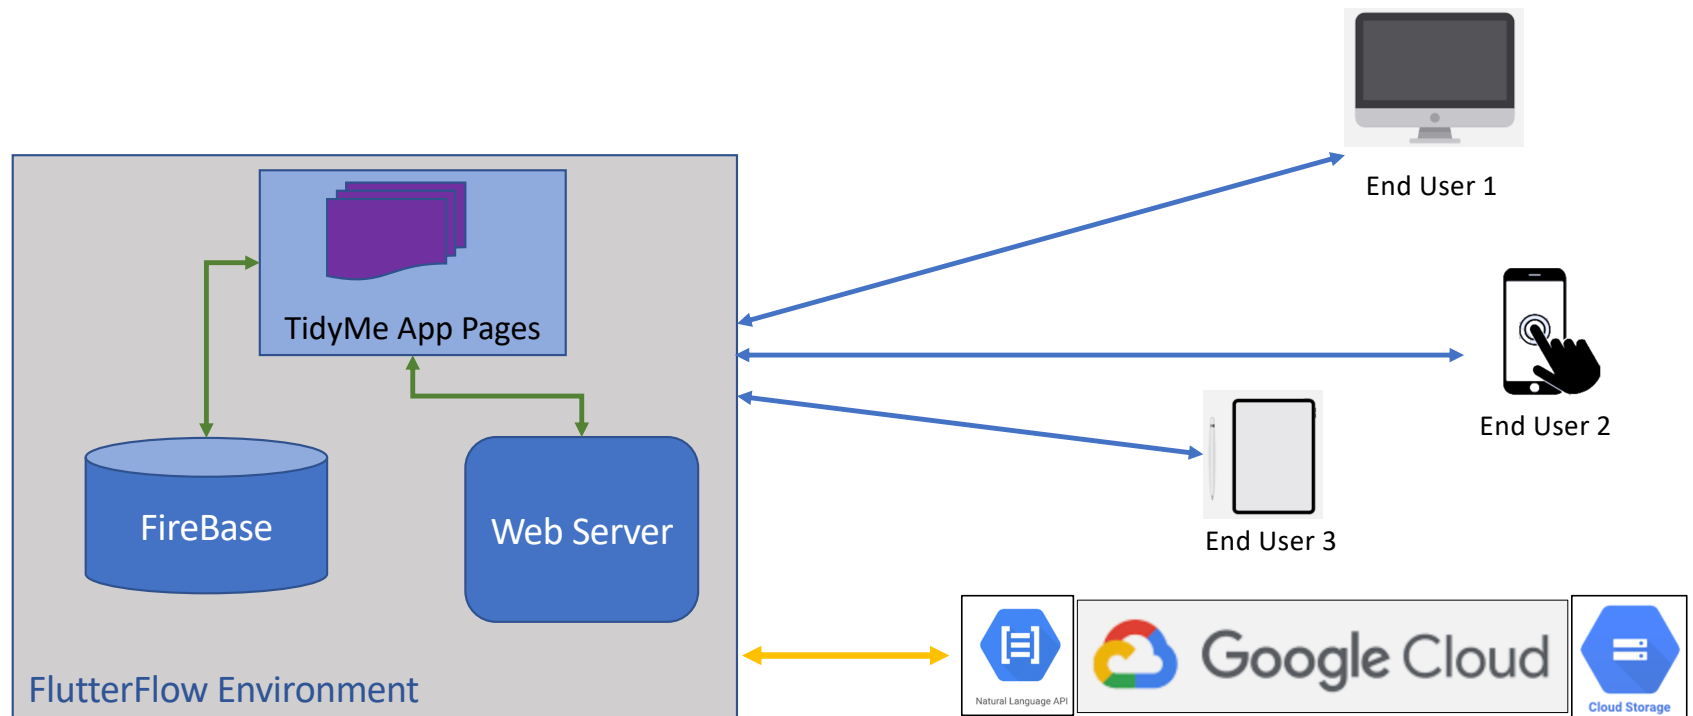 End User 1
TidyMe App Pages
End User 2
FireBase
Web Server
End User 3
FlutterFlow Environment
Natural Language API
Google Cloud
Cloud Storage